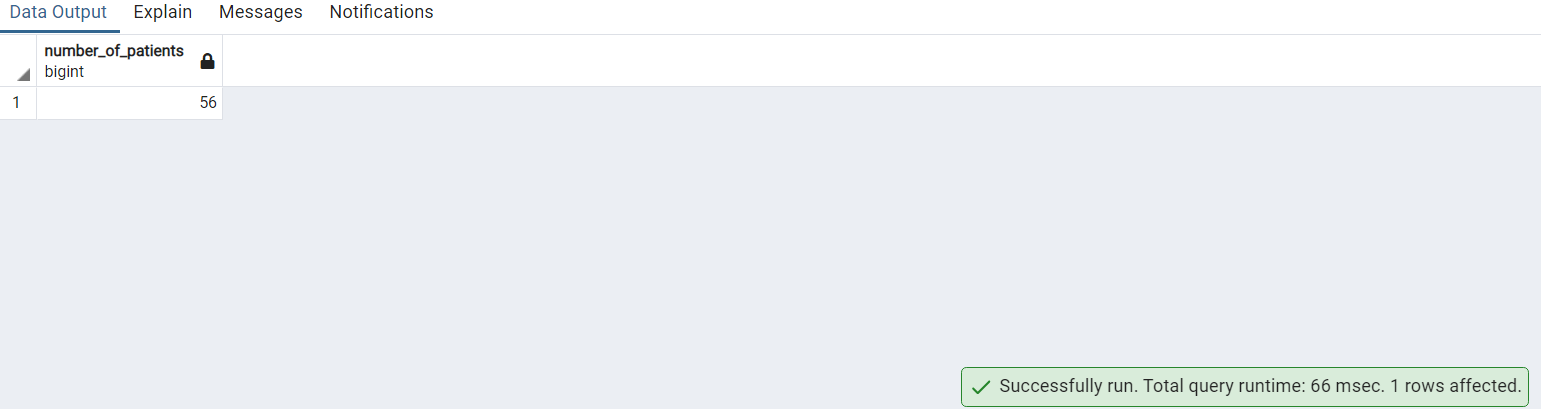 Data Output Explain Messages Notifications
number_of_patients
bigint
1 56
Successfully run. Total query runtime: 66 msec. 1 rows affected.